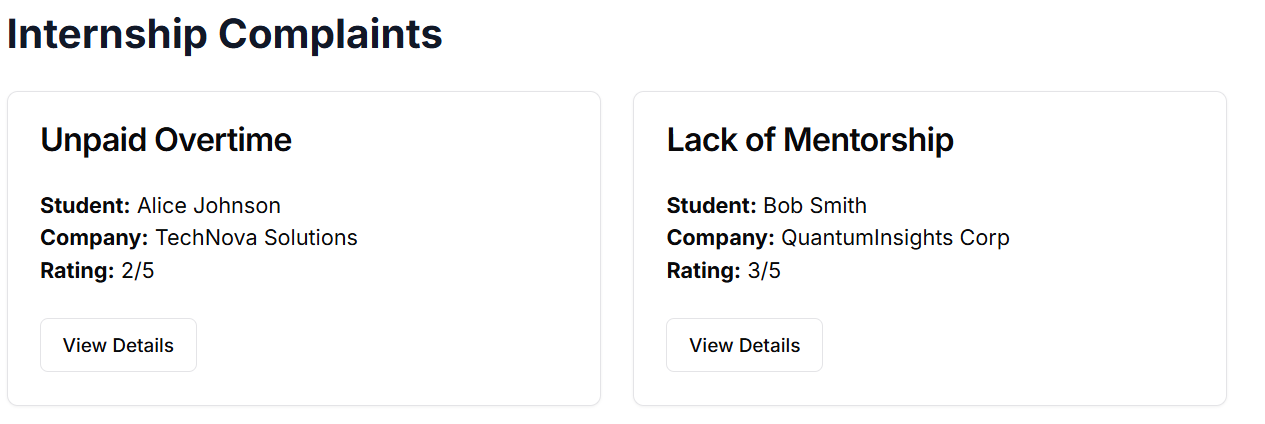 Internship Complaints
Unpaid Overtime
Student: Alice Johnson
Company: TechNova Solutions
Rating: 2/5
View Details
Lack of Mentorship
Student: Bob Smith
Company: QuantumInsights Corp
Rating: 3/5
View Details